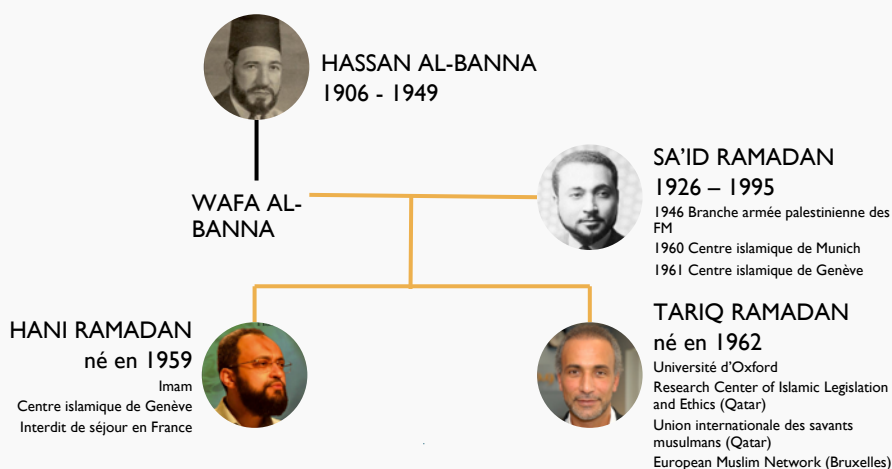 HASSAN AL-BANNA
1906 - 1949
WAFA AL-
BANNA
SA’ID RAMADAN
1926 – 1995
1946 Branche armée palestinienne des
FM
1960 Centre islamique de Munich
1961 Centre islamique de Genève
HANI RAMADAN
né en 1959
Imam
Centre islamique de Genève
Interdit de séjour en France
TARIQ RAMADAN
né en 1962
Université d’Oxford
Research Center of Islamic Legislation
and Ethics (Qatar)
Union internationale des savants
musulmans (Qatar)
European Muslim Network (Bruxelles)